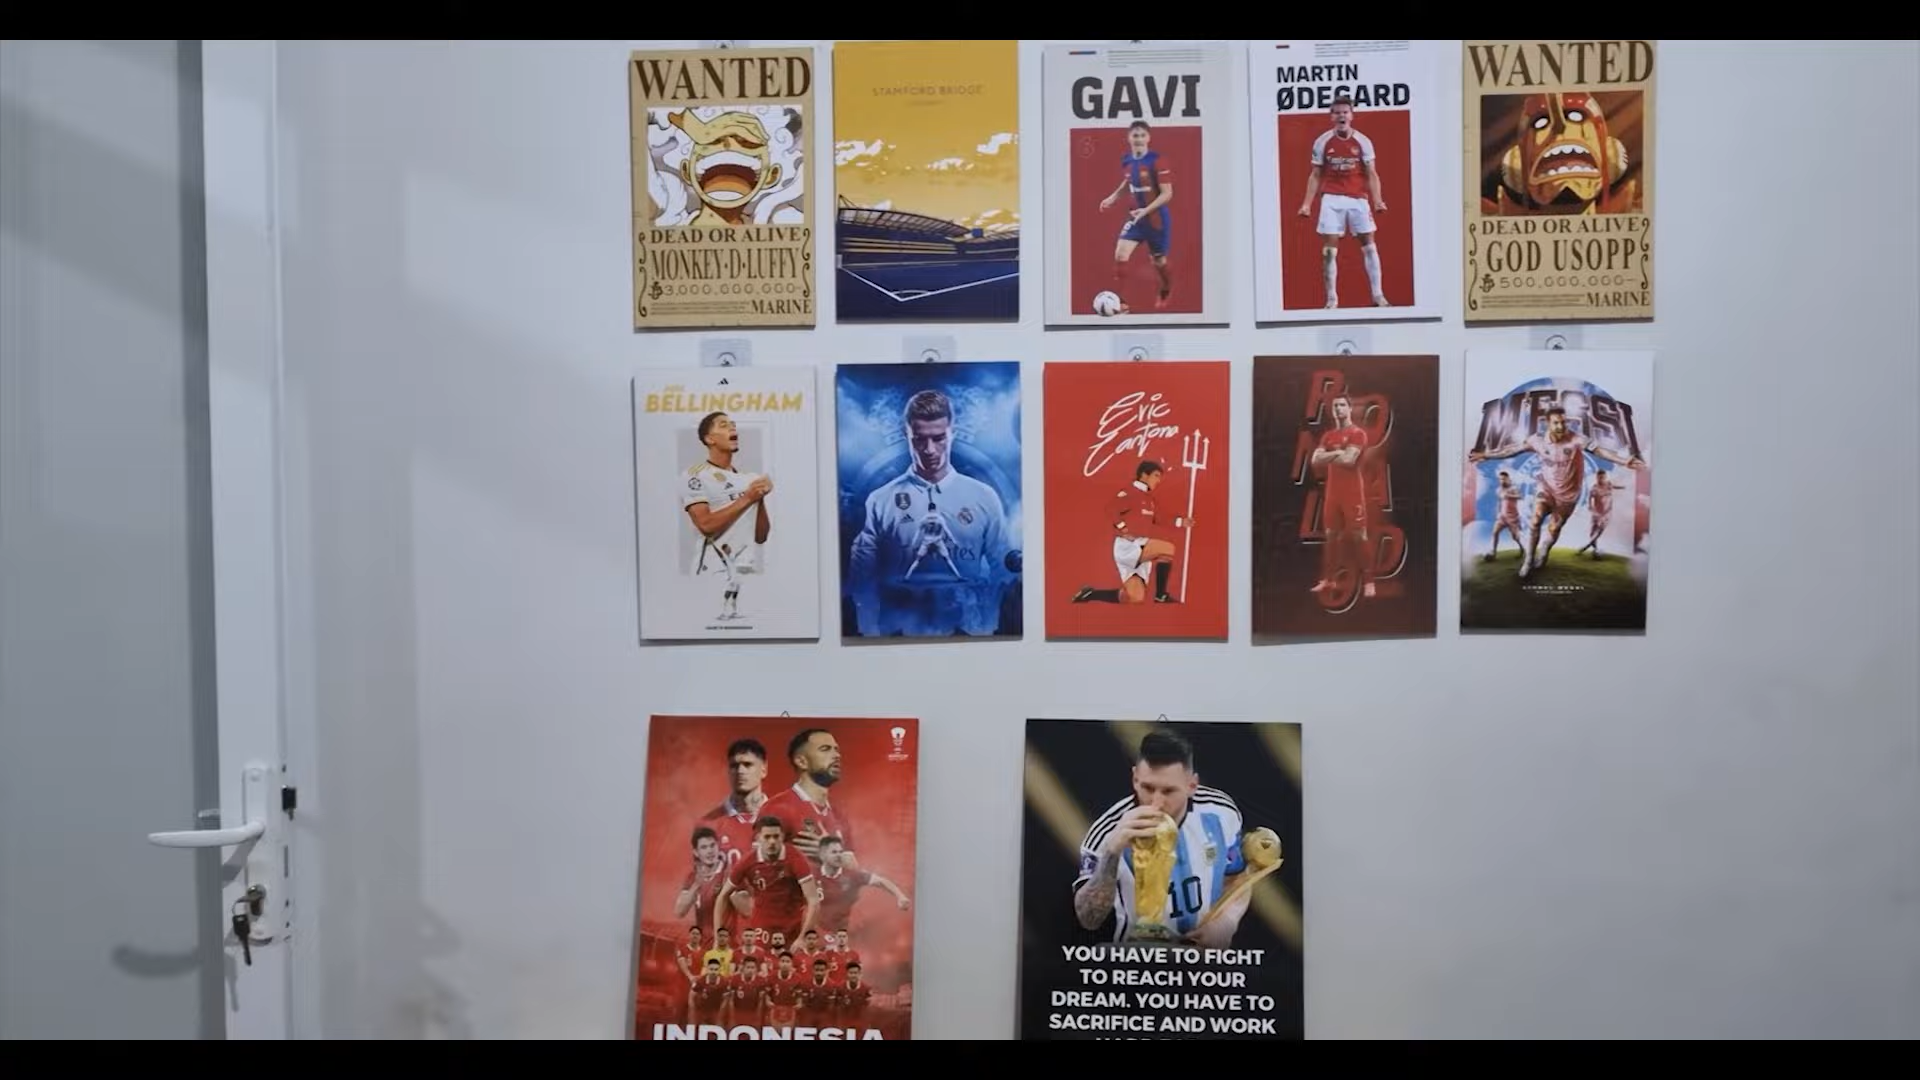 WANTED
DEAD OR ALIVE
MONKEY·D·LUFFY
3,000,000,000-
MARINE
STAMFORD BRIDGE
GAVI
MARTIN
ØDEGARD
WANTED
DEAD OR ALIVE
GOD USOPP
500,000,000-
MARINE
BELLINGHAM
Eric
Cantona
RONALDO
MESSI
INDONESIA
10
YOU HAVE TO FIGHT
TO REACH YOUR
DREAM. YOU HAVE TO
SACRIFICE AND WORK